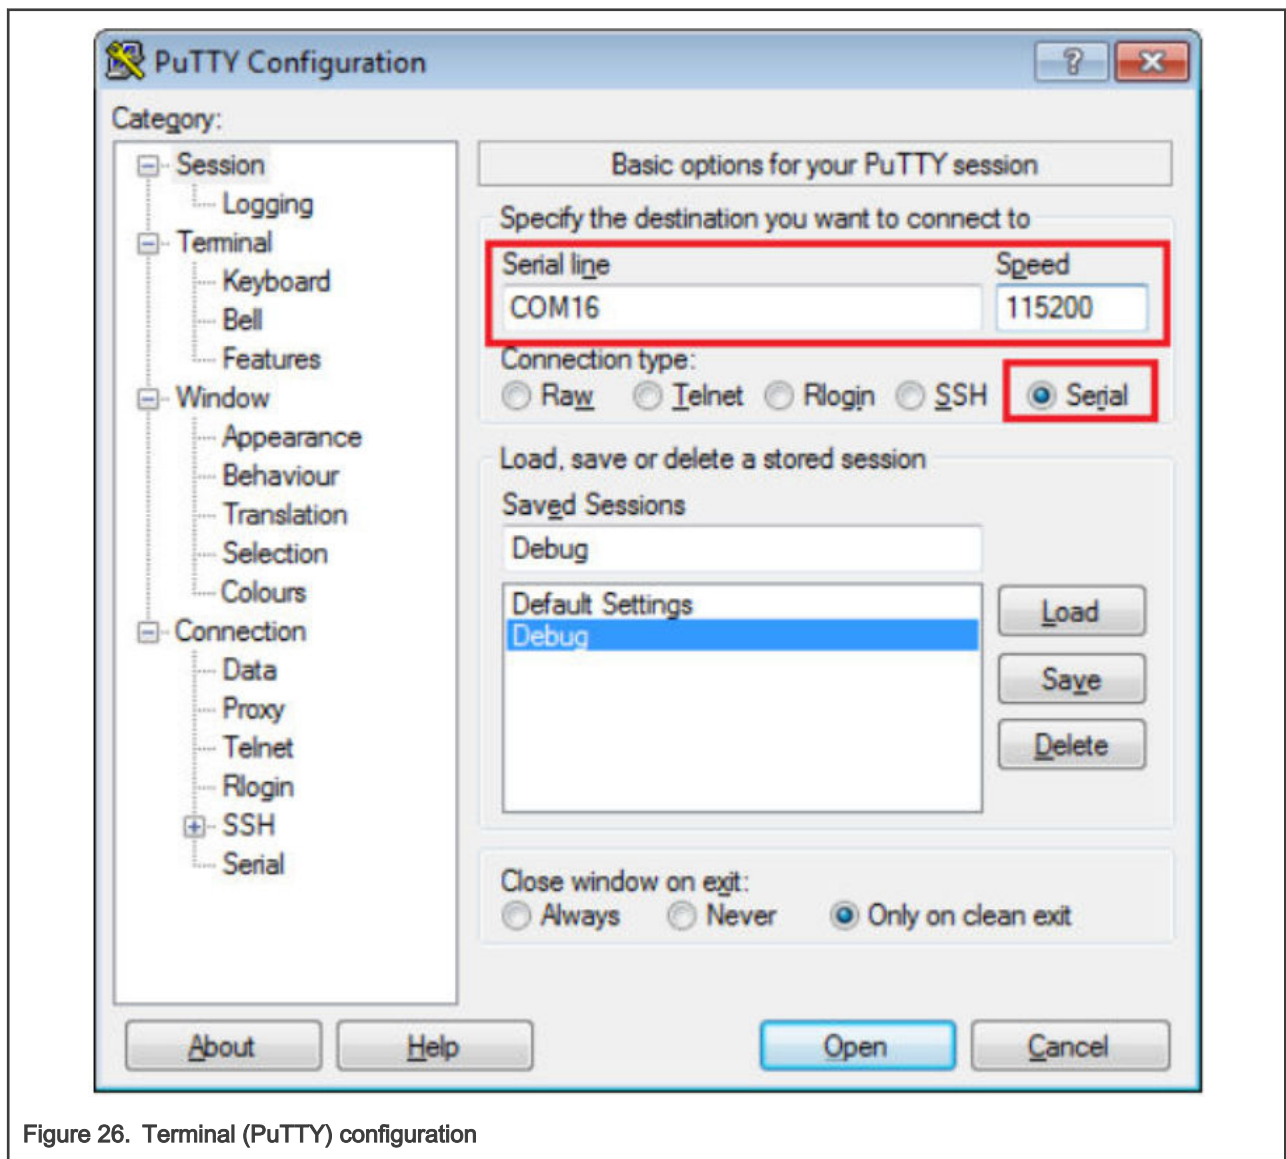 PuTTY Configuration
?
Category:
Session
Logging
Terminal
Keyboard
Bell
Features
Window
Appearance
Behaviour
Translation
Selection
Colours
Connection
Data
Proxy
Telnet
Rlogin
SSH
Serial
Basic options for your PuTTY session
Specify the destination you want to connect to
Serial line Speed
COM16 115200
Connection type:
Raw Telnet Rlogin SSH Serial
Load, save or delete a stored session
Saved Sessions
Debug
Default Settings
Debug
Load
Save
Delete
Close window on exit:
Always Never Only on clean exit
About Help Open Cancel
Figure 26. Terminal (PuTTY) configuration